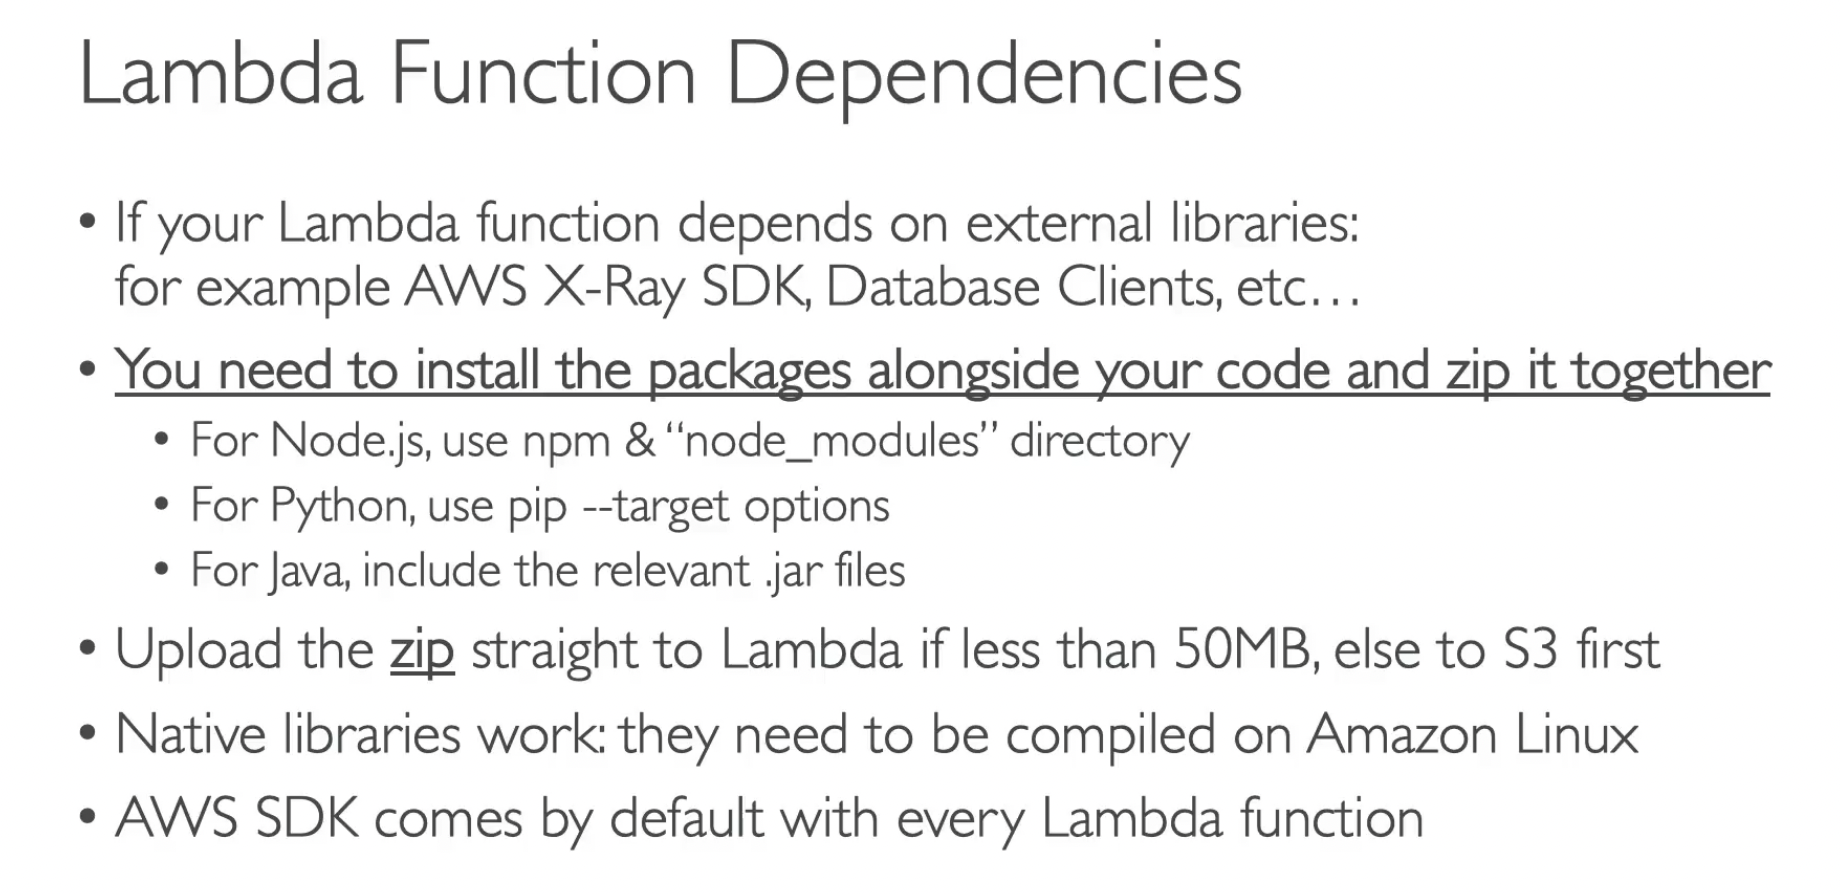 Lambda Function Dependencies
• If your Lambda function depends on external libraries:
for example AWS X-Ray SDK, Database Clients, etc…
• You need to install the packages alongside your code and zip it together
• For Node.js, use npm & “node_modules” directory
• For Python, use pip --target options
• For Java, include the relevant .jar files
• Upload the zip straight to Lambda if less than 50MB, else to S3 first
• Native libraries work: they need to be compiled on Amazon Linux
• AWS SDK comes by default with every Lambda function